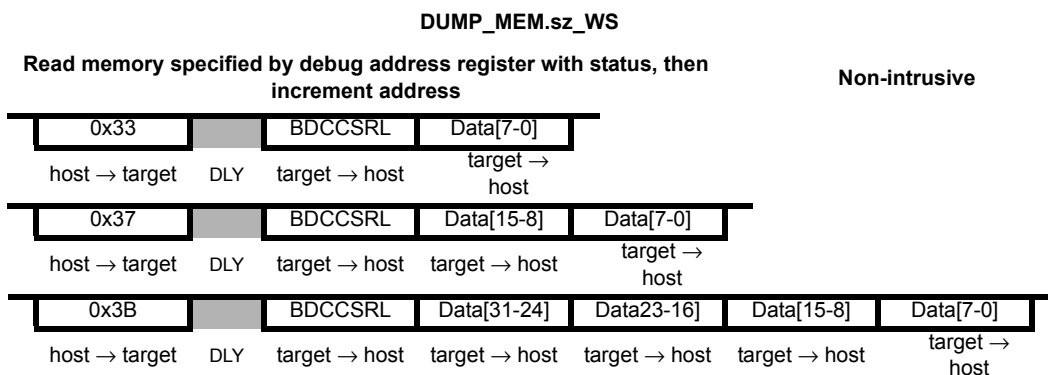 DUMP_MEM.sz_WS
Read memory specified by debug address register with status, then
increment address
Non-intrusive
0x33 BDCCSRL Data[7-0]
host → target DLY target → host target →
host
0x37 BDCCSRL Data[15-8] Data[7-0]
host → target DLY target → host target → host target →
host
0x3B BDCCSRL Data[31-24] Data23-16] Data[15-8] Data[7-0]
host → target DLY target → host target → host target → host target → host target →
host